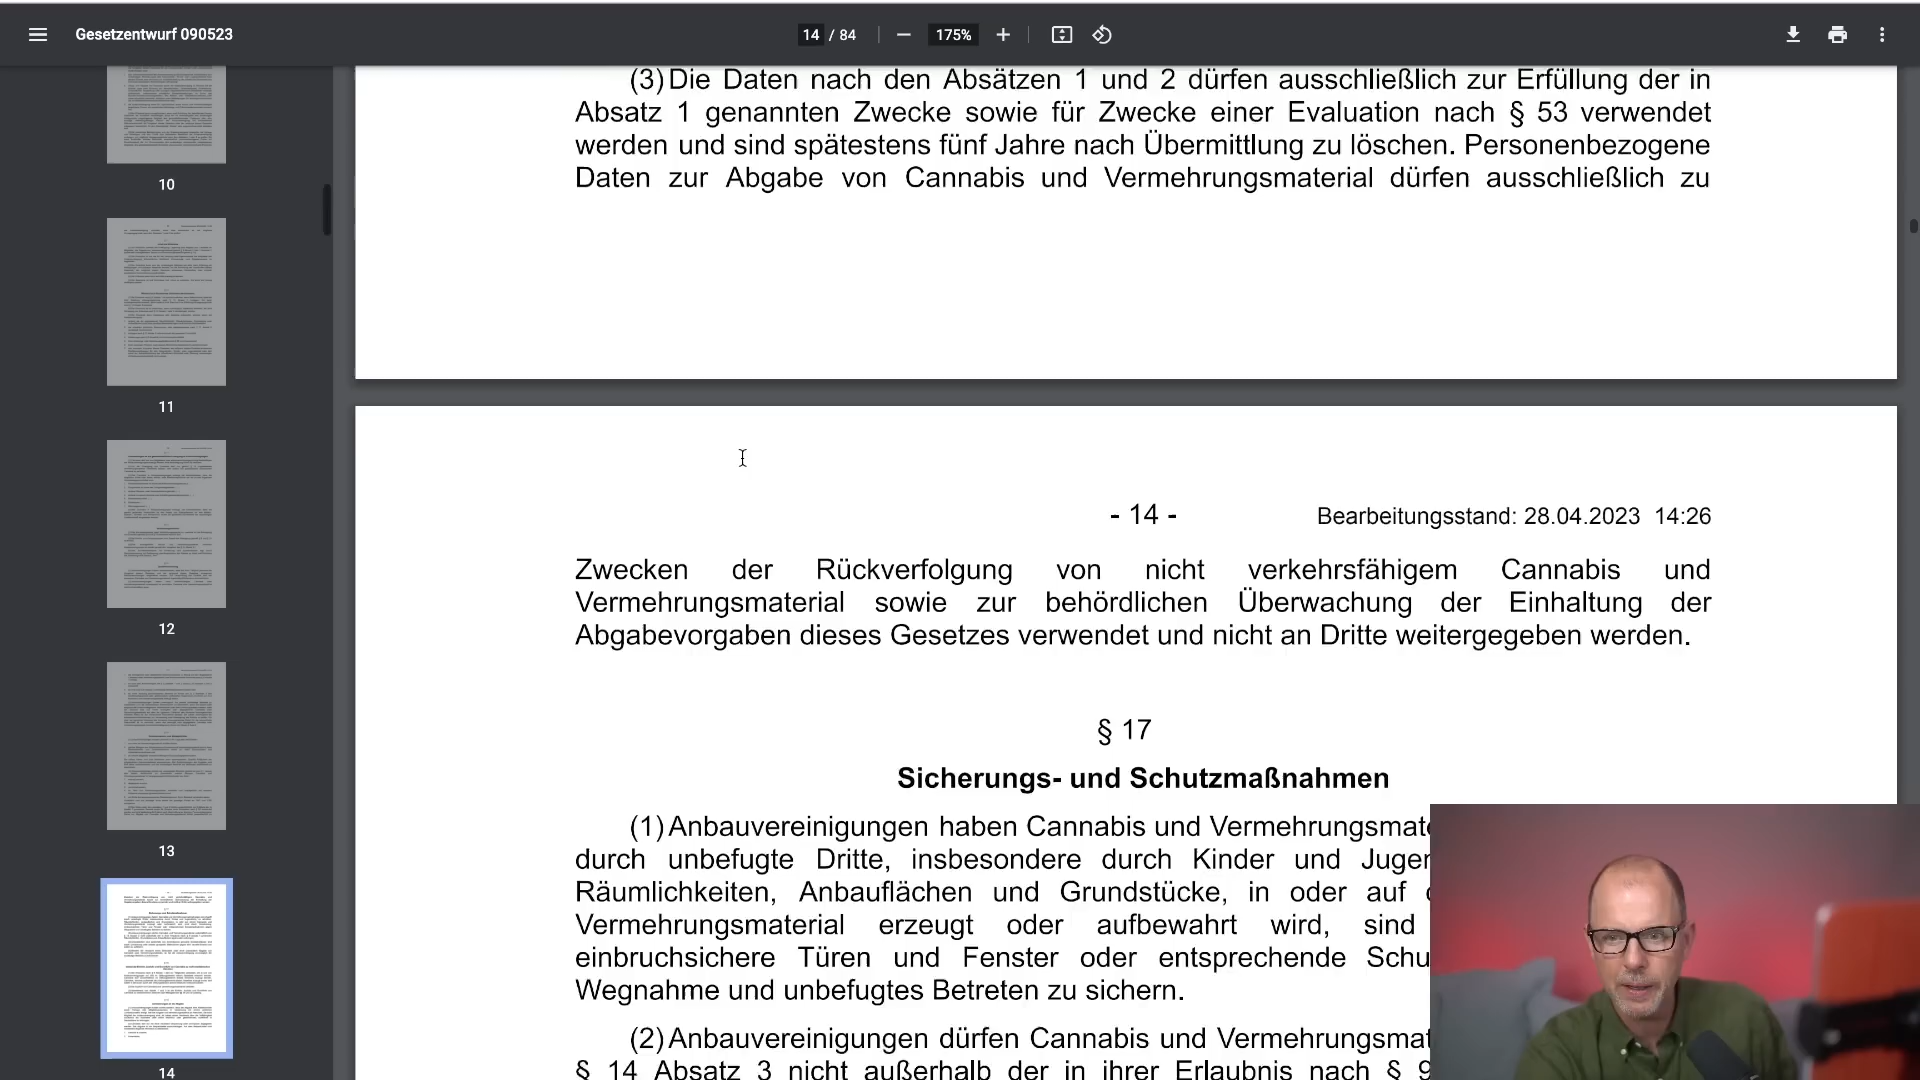 Gesetzentwurf 090523
14 / 84
175%
10
11
12
13
14
(3) Die Daten nach den Absätzen 1 und 2 dürfen ausschließlich zur Erfüllung der in
Absatz 1 genannten Zwecke sowie für Zwecke einer Evaluation nach § 53 verwendet
werden und sind spätestens fünf Jahre nach Übermittlung zu löschen. Personenbezogene
Daten zur Abgabe von Cannabis und Vermehrungsmaterial dürfen ausschließlich zu
- 14 -
Bearbeitungsstand: 28.04.2023 14:26
Zwecken der Rückverfolgung von nicht verkehrsfähigem Cannabis und
Vermehrungsmaterial sowie zur behördlichen Überwachung der Einhaltung der
Abgabevorgaben dieses Gesetzes verwendet und nicht an Dritte weitergegeben werden.
§ 17
Sicherungs- und Schutzmaßnahmen
(1) Anbauvereinigungen haben Cannabis und Vermehrungsmate
durch unbefugte Dritte, insbesondere durch Kinder und Juger
Räumlichkeiten, Anbauflächen und Grundstücke, in oder auf
Vermehrungsmaterial erzeugt oder aufbewahrt wird, sind
einbruchsichere Türen und Fenster oder entsprechende Schu
Wegnahme und unbefugtes Betreten zu sichern.
(2) Anbauvereinigungen dürfen Cannabis und Vermehrungsmat
§ 14 Absatz 3 nicht außerhalb der in ihrer Erlaubnis nach § 9